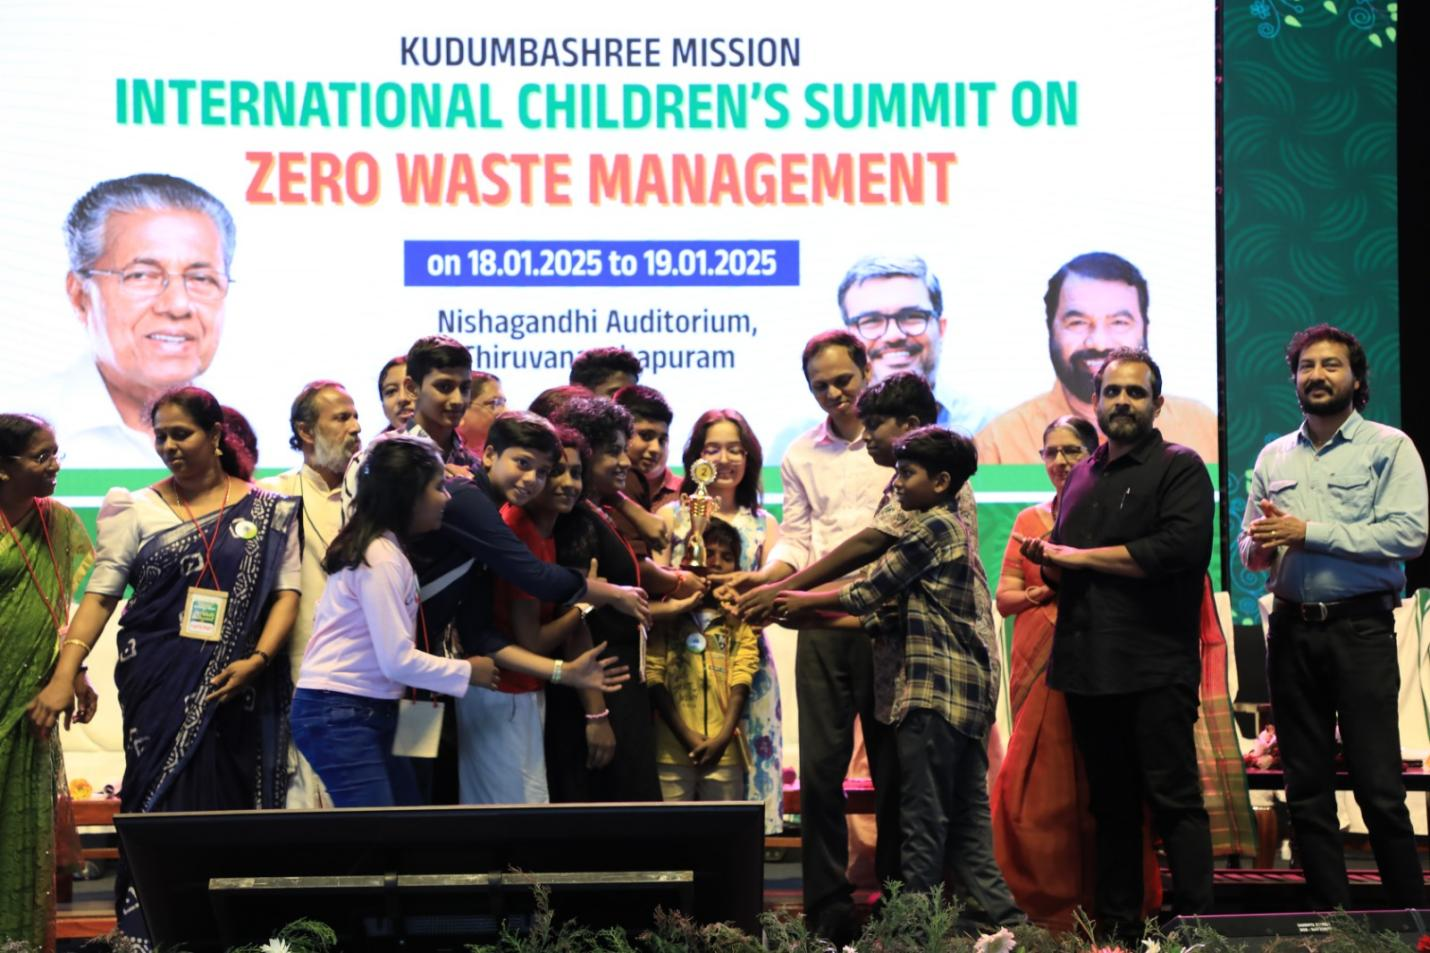 KUDUMBASHREE MISSION
INTERNATIONAL CHILDREN'S SUMMIT ON
ZERO WASTE MANAGEMENT
on 18.01.2025 to 19.01.2025
Nishagandhi Auditorium,